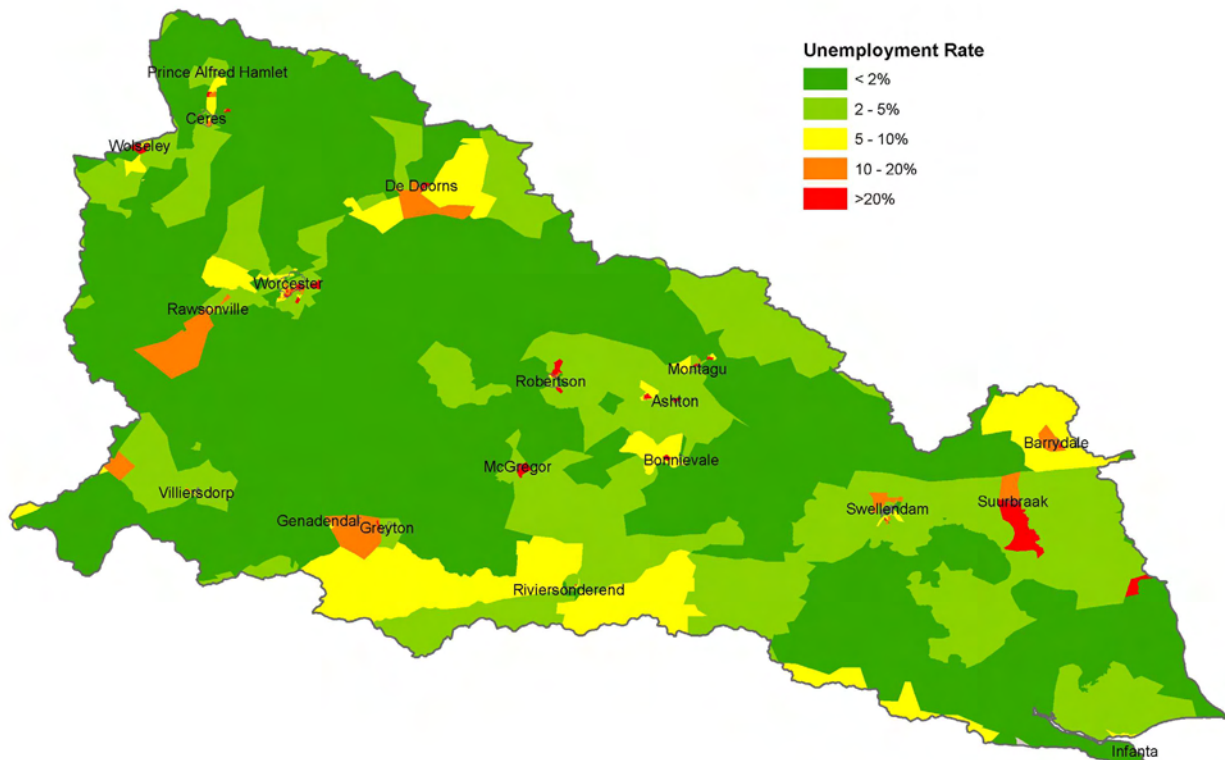 Unemployment Rate
< 2%
2 - 5%
5 - 10%
10 - 20%
>20%
Prince Alfred Hamlet
Ceres
Wolseley
De Doorns
Worcester
Rawsonville
Montagu
Robertson
Ashton
Barrydale
Bonnievale
McGregor
Villiersdorp
Suurbraak
Swellendam
Genadendal
Greyton
Riviersonderend
Infanta